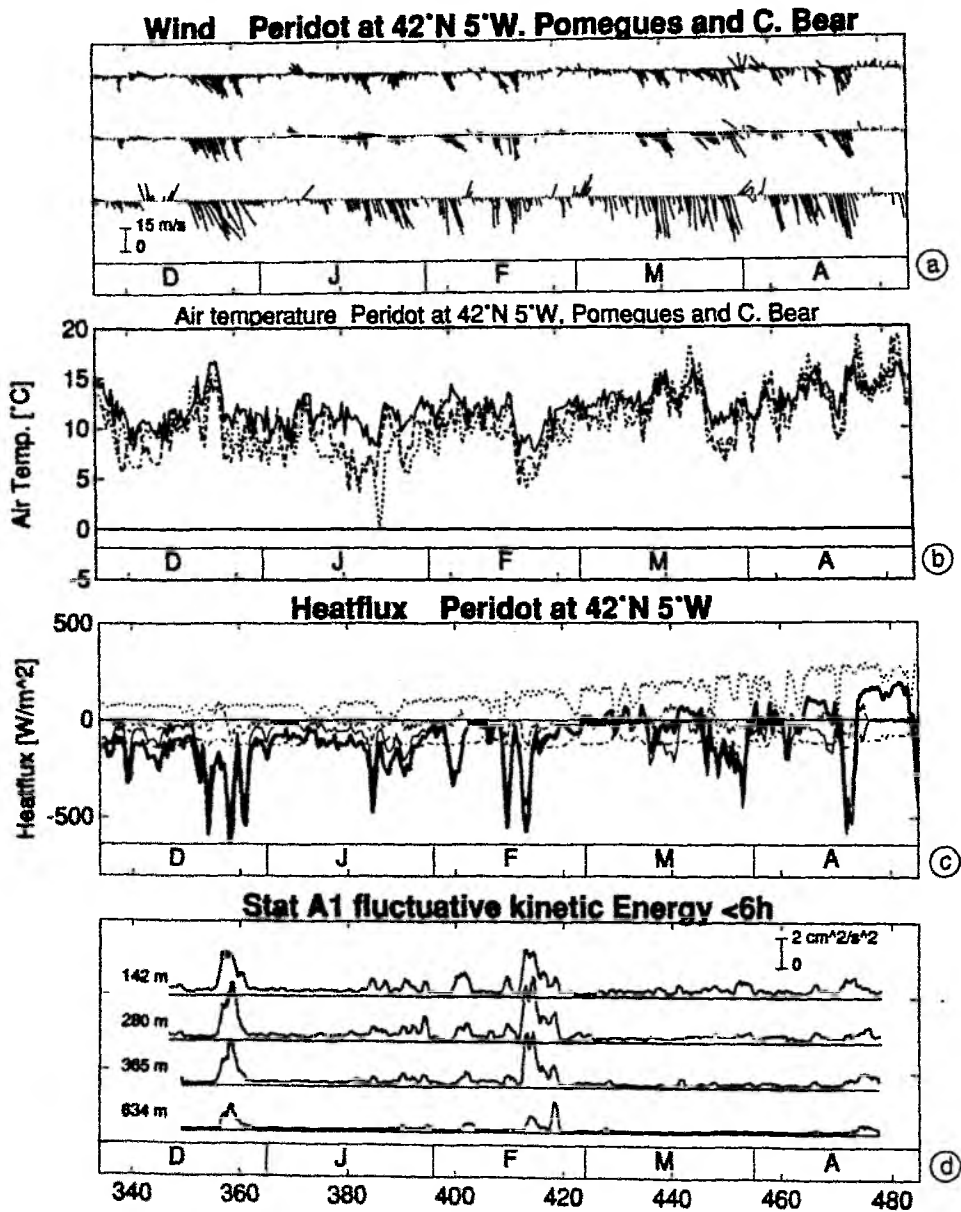 Wind Peridot at 42°N 5°W. Pomegues and C. Bear
15 m/s
0
D J F M A
a
Air temperature Peridot at 42°N 5°W, Pomegues and C. Bear
Air Temp. [°C]
20
15
10
5
0
-5
D J F M A
b
Heatflux Peridot at 42°N 5°W
Heatflux [W/m^2]
500
0
-500
D J F M A
c
Stat A1 fluctuative kinetic Energy <6h
2 cm^2/s^2
0
142 m
280 m
365 m
634 m
D J F M A
d
340 360 380 400 420 440 460 480